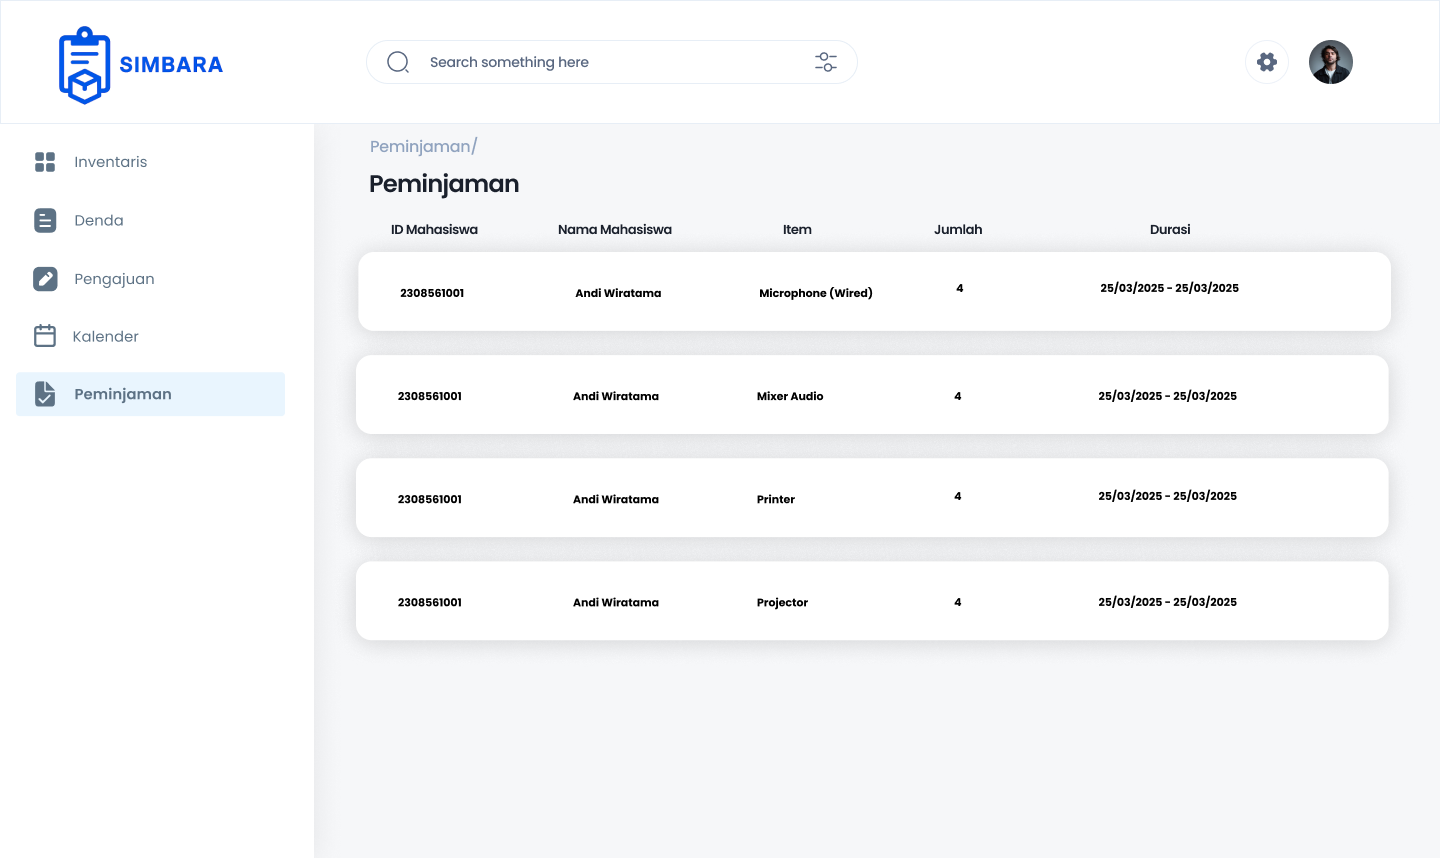 SIMBARA
Search something here
Inventaris
Denda
Pengajuan
Kalender
Peminjaman
Peminjaman/
Peminjaman
ID Mahasiswa Nama Mahasiswa Item Jumlah Durasi
2308561001 Andi Wiratama Microphone (Wired) 4 25/03/2025 - 25/03/2025
2308561001 Andi Wiratama Mixer Audio 4 25/03/2025 - 25/03/2025
2308561001 Andi Wiratama Printer 4 25/03/2025 - 25/03/2025
2308561001 Andi Wiratama Projector 4 25/03/2025 - 25/03/2025